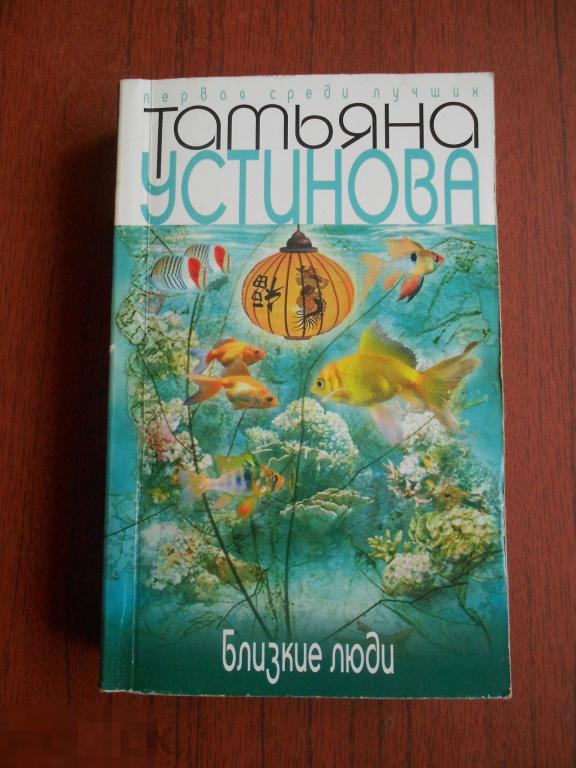 первая среди лучших
Татьяна
УСТИНОВА
Близкие люди